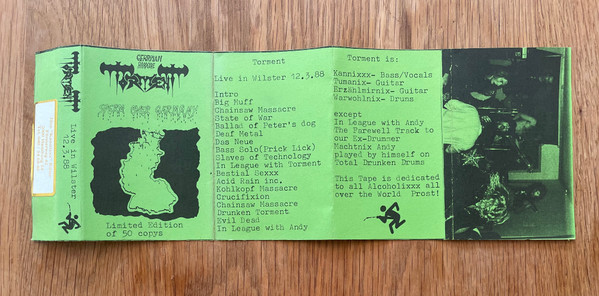 Live in Wilster
12.3.88
GERMAN
TORMENT
Limited Edition
of 50 copys
Torment
Live in Wilster 12.3.88
Intro
Big Muff
Chainsaw Massacre
State of War
Ballad of Peter's dog
Deaf Metal
Das Neue
Bass Solo(Prick Lick)
Slaves of Technology
In League with Torment
Bestial Sexxx
Acid Rain inc.
Kohlkopf Massacre
Crucifixion
Chainsaw Massacre
Drunken Torment
Evil Dead
In League with Andy
Torment is:
Kannixxx- Bass/Vocals
Tumanix- Guitar
Erzählmirnix- Guitar
Warwohlnix- Drums
except
In League with Andy
The Farewell Track to
our Ex-Drummer
Machtnix Andy
played by himself on
Total Drunken Drums
This Tape is dedicated
to all Alcoholixxx all
over the World Prost!